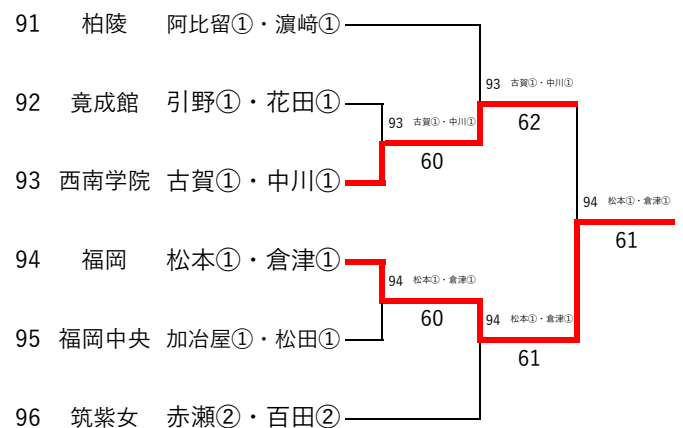 91 柏陵 阿比留①・濵﨑①
93 古賀①・中川①
62
92 竟成館 引野①・花田①
93 古賀①・中川①
60
93 西南学院 古賀①・中川①
94 松本①・倉津①
61
94 福岡 松本①・倉津①
94 松本①・倉津①
60
94 松本①・倉津①
61
95 福岡中央 加冶屋①・松田①
96 筑紫女 赤瀬②・百田②